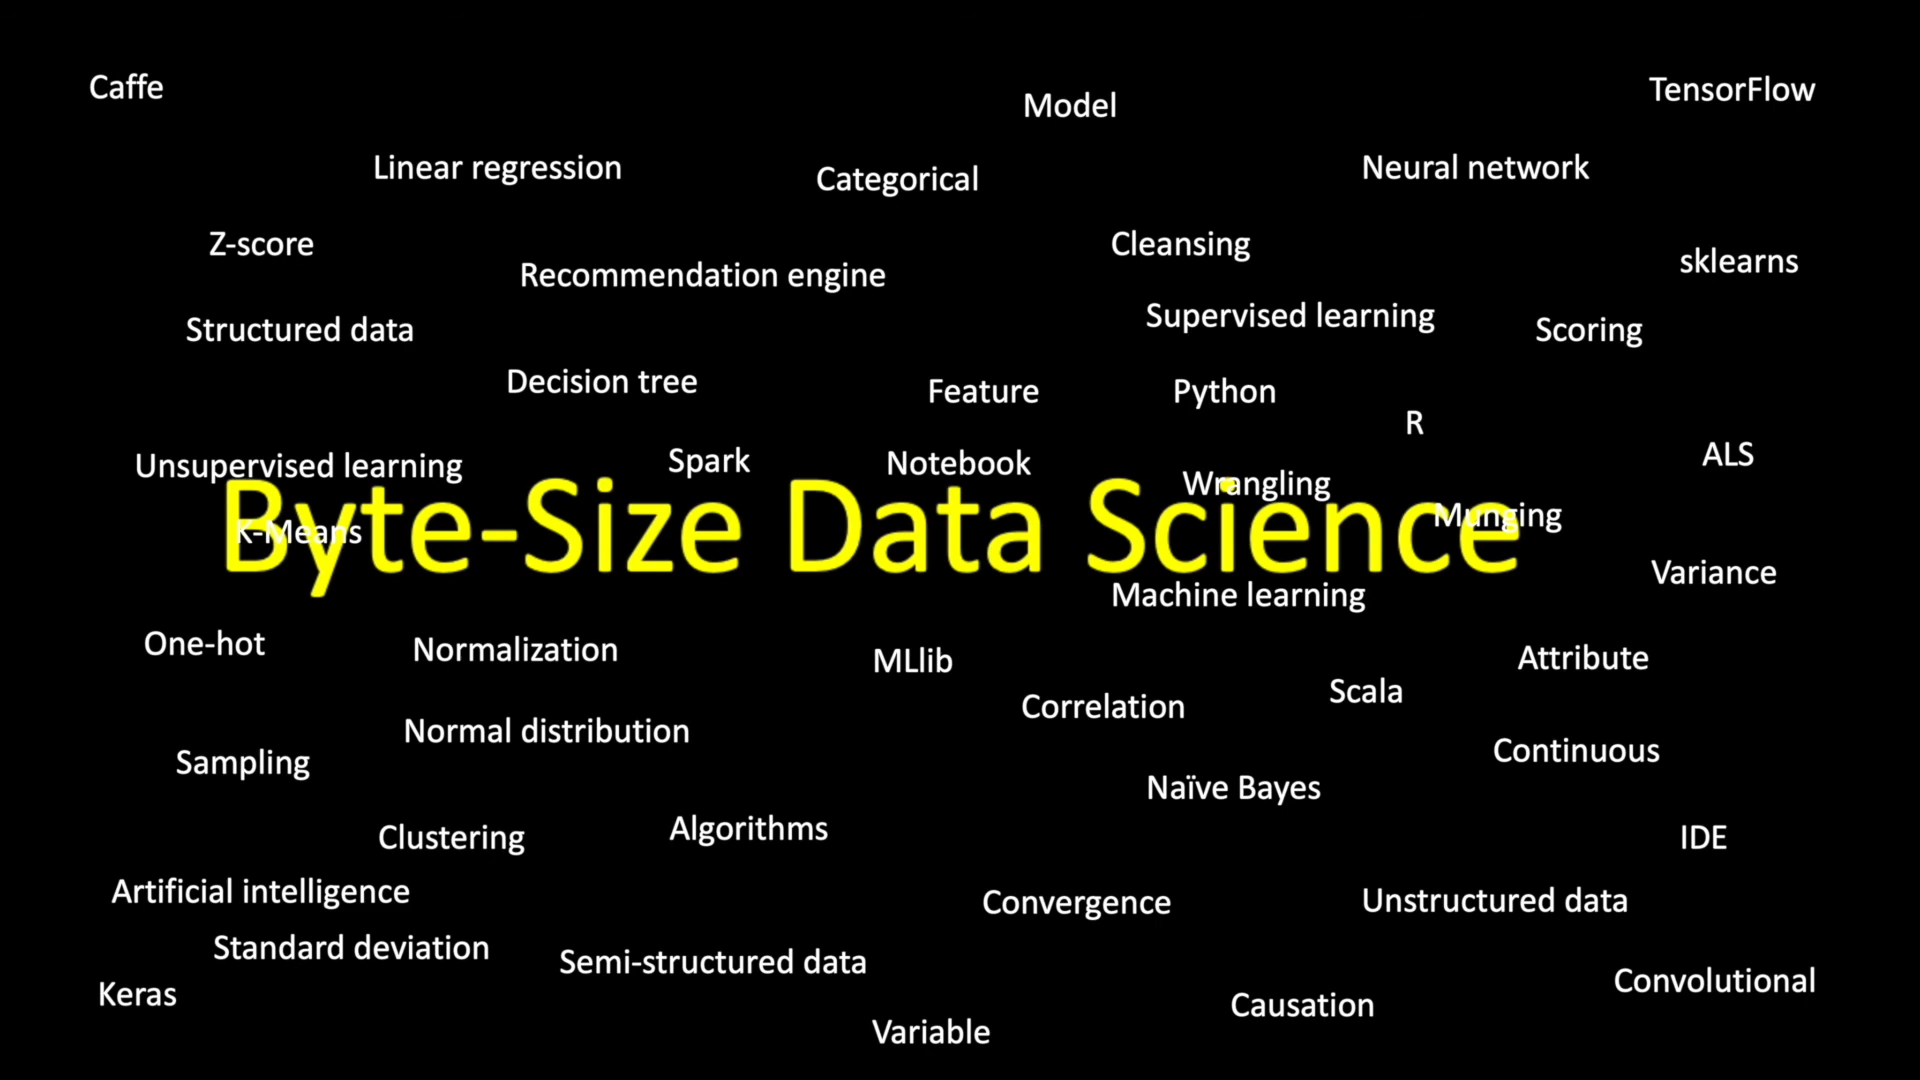 Caffe
Model
TensorFlow
Linear regression
Categorical
Neural network
Z-score
Recommendation engine
Cleansing
sklearns
Structured data
Supervised learning
Scoring
Decision tree
Feature
Python
R
Unsupervised learning
Spark
Notebook
Wrangling
ALS
Byte-Size Data Science
K-Means
Munging
Machine learning
Variance
One-hot
Normalization
MLlib
Attribute
Correlation
Scala
Normal distribution
Sampling
Continuous
Naïve Bayes
Clustering
Algorithms
IDE
Artificial intelligence
Convergence
Unstructured data
Standard deviation
Semi-structured data
Keras
Convolutional
Causation
Variable